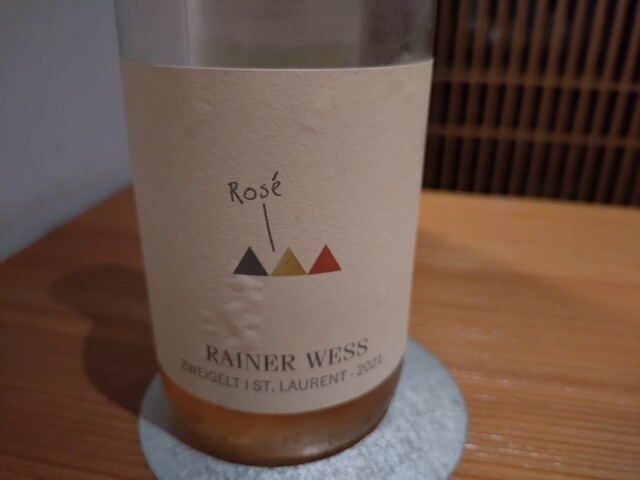 Rosé
RAINER WESS
ZWEIGELT | ST. LAURENT · 2021